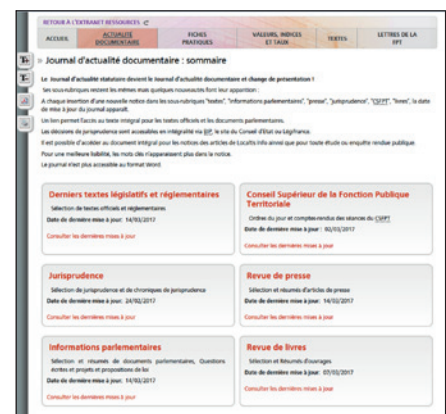 RETOUR À L'EXTRANET RESSOURCES
ACCUEIL
ACTUALITÉ DOCUMENTAIRE
FICHES PRATIQUES
VALEURS, INDICES ET TAUX
TEXTES
LETTRES DE LA FPT
» Journal d'actualité documentaire : sommaire
Le Journal d'actualité statutaire devient le Journal d'actualité documentaire et change de présentation !
Ses sous-rubriques restent les mêmes mais quelques nouveautés font leur apparition :
A chaque insertion d'une nouvelle notice dans les sous-rubriques "textes", "informations parlementaires", "presse", "jurisprudence", "CSFPT", "livres", la date
de mise à jour du journal apparaît.
Un lien permet l'accès au texte intégral pour les textes officiels et les documents parlementaires.
Les décisions de jurisprudence sont accessibles en intégralité via BIP, le site du Conseil d'État ou Légifrance.
Il est possible d'accéder au document intégral pour les notices des articles de Localtis Info ainsi que pour toute étude ou enquête rendue publique.
Pour une meilleure lisibilité, les mots clés n'apparaissent plus dans la notice.
Le journal n'est plus accessible au format Word.
Derniers textes législatifs et réglementaires
Sélection de textes officiels et réglementaires
Date de dernière mise à jour: 14/03/2017
Consulter les dernières mises à jour
Conseil Supérieur de la Fonction Publique
Territoriale
Ordres du jour et comptes-rendus des séances du CSFPT
Date de dernière mise à jour : 02/03/2017
Consulter les dernières mises à jour
Jurisprudence
Sélection de jurisprudence et de chroniques de jurisprudence
Date de dernière mise à jour: 24/02/2017
Consulter les dernières mises à jour
Revue de presse
Sélection et résumés d'articles de presse
Date de dernière mise à jour: 14/03/2017
Consulter les dernières mises à jour
Informations parlementaires
Sélection et résumés de documents parlementaires, Questions
écrites et projets et propositions de loi
Date de dernière mise à jour: 14/03/2017
Consulter les dernières mises à jour
Revue de livres
Sélection et Résumés d'ouvrages
Date de dernière mise à jour: 07/03/2017
Consulter les dernières mises à jour